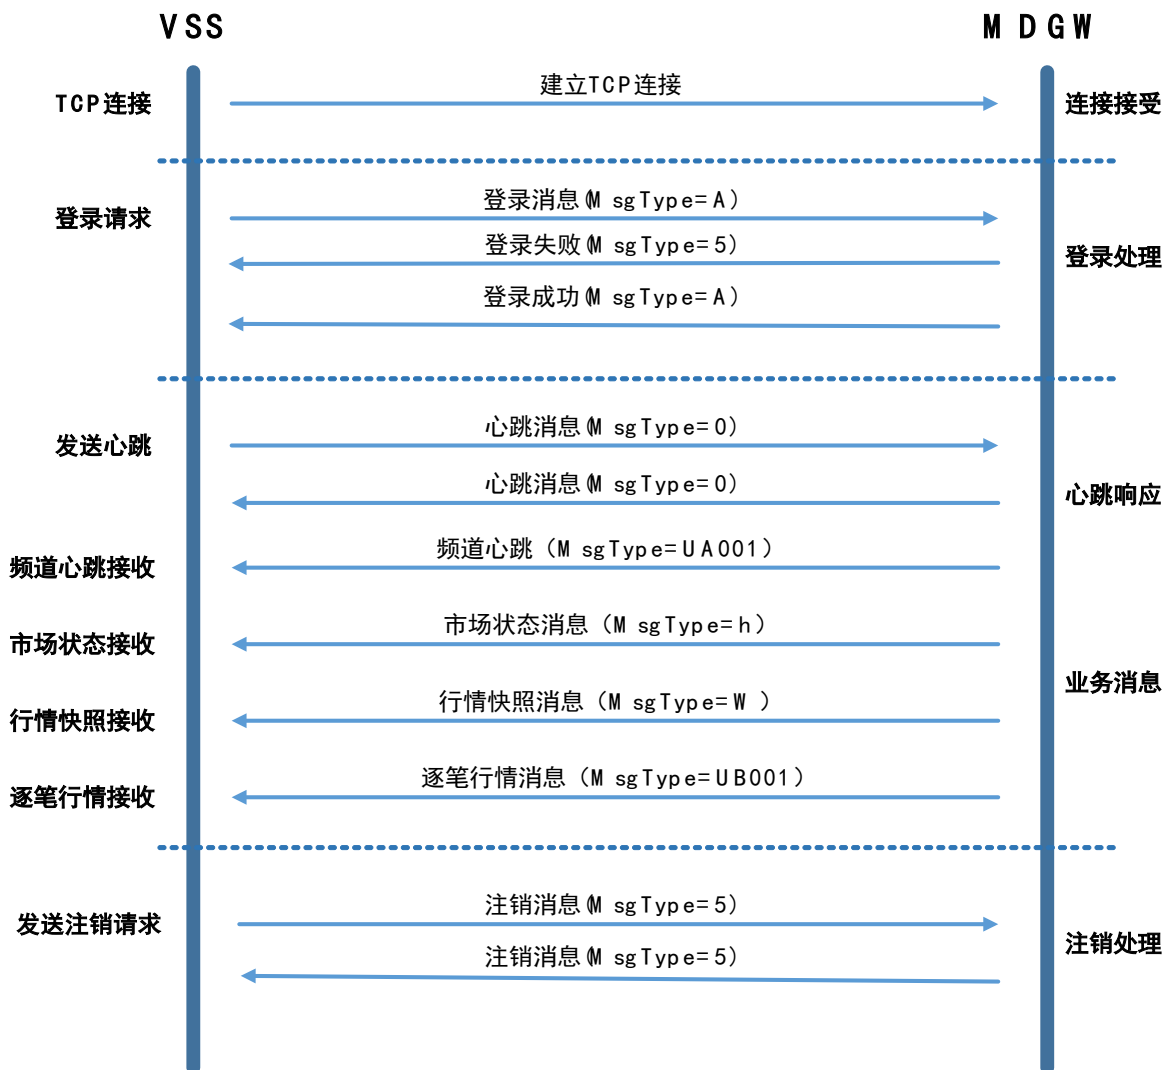 VSS
MDGW
建立TCP连接
TCP连接
连接接受
登录消息(MsgType=A)
登录请求
登录失败(MsgType=5)
登录处理
登录成功(MsgType=A)
心跳消息(MsgType=0)
发送心跳
心跳消息(MsgType=0)
心跳响应
频道心跳（MsgType=UA001）
频道心跳接收
市场状态消息（MsgType=h）
市场状态接收
业务消息
行情快照消息（MsgType=W ）
行情快照接收
逐笔行情消息（MsgType=UB001）
逐笔行情接收
注销消息(MsgType=5)
发送注销请求
注销处理
注销消息(MsgType=5)